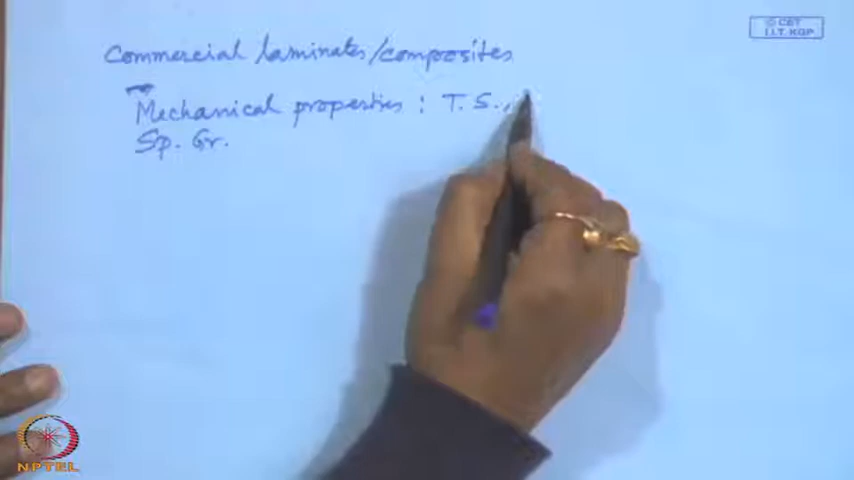 © CET
I.I.T. KGP
Commercial laminates/composites
Mechanical properties : T.S.,
Sp. Gr.
NPTEL